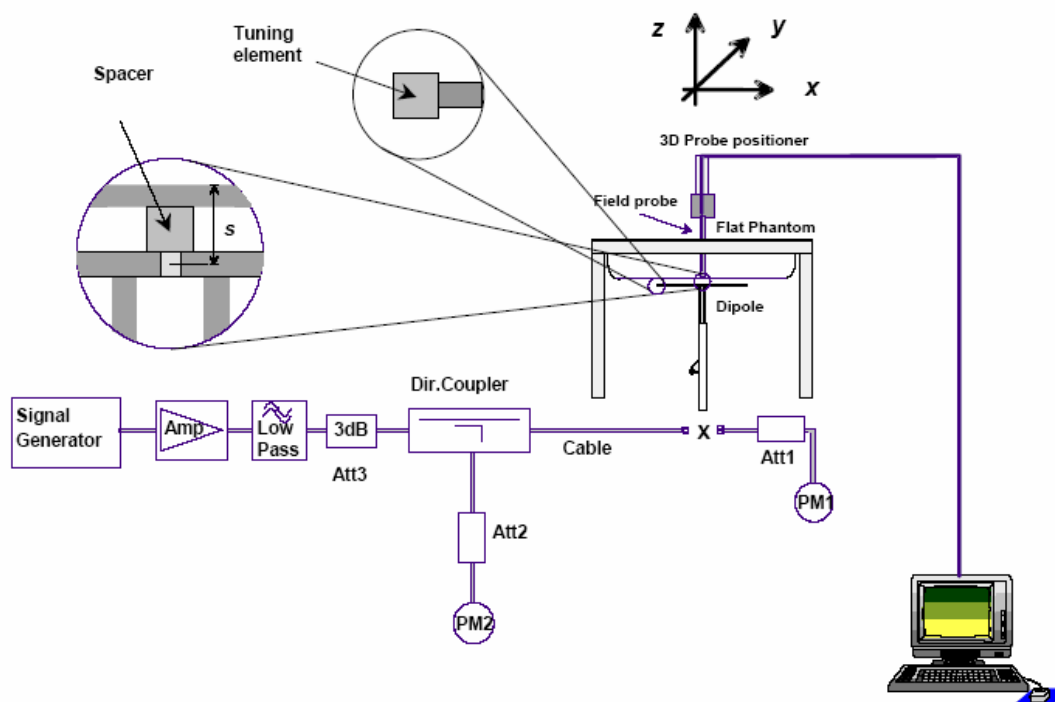 Tuning
element
Spacer
z
y
x
3D Probe positioner
Field probe
Flat Phantom
s
Dipole
Dir.Coupler
Signal
Generator
Amp
Low
Pass
3dB
Att3
Cable
X
Att1
PM1
Att2
PM2